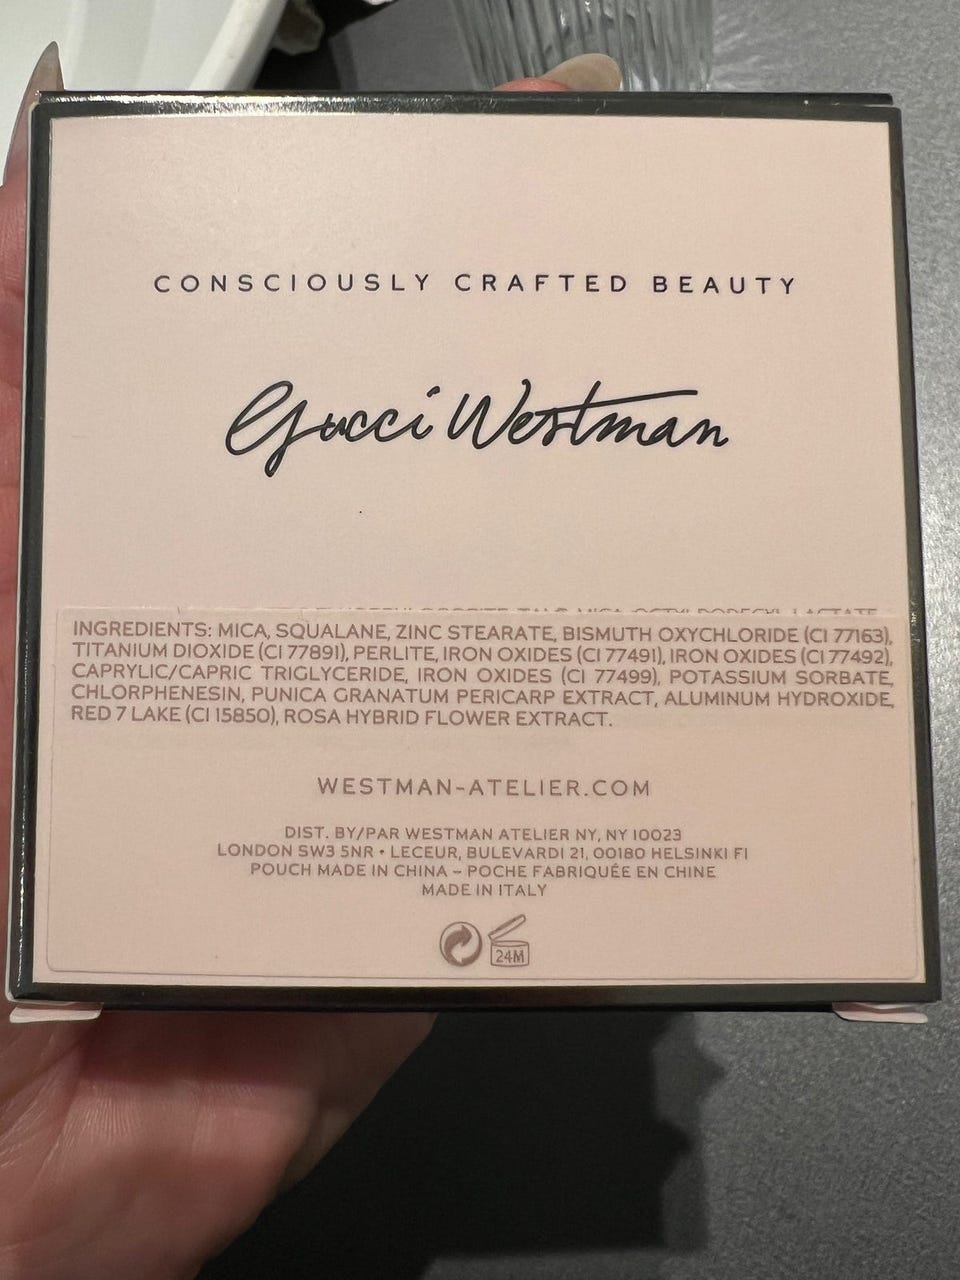 CONSCIOUSLY CRAFTED BEAUTY
Gucci Westman
TALC, MICA, OCTYLDODECYL LACTATE
INGREDIENTS: MICA, SQUALANE, ZINC STEARATE, BISMUTH OXYCHLORIDE (CI 77163),
TITANIUM DIOXIDE (CI 77891), PERLITE, IRON OXIDES (CI 77491), IRON OXIDES (CI 77492),
CAPRYLIC/CAPRIC TRIGLYCERIDE, IRON OXIDES (CI 77499), POTASSIUM SORBATE,
CHLORPHENESIN, PUNICA GRANATUM PERICARP EXTRACT, ALUMINUM HYDROXIDE,
RED 7 LAKE (CI 15850), ROSA HYBRID FLOWER EXTRACT.
WESTMAN-ATELIER.COM
DIST. BY/PAR WESTMAN ATELIER NY, NY 10023
LONDON SW3 5NR • LECEUR, BULEVARDI 21, 00180 HELSINKI FI
POUCH MADE IN CHINA – POCHE FABRIQUÉE EN CHINE
MADE IN ITALY
24M